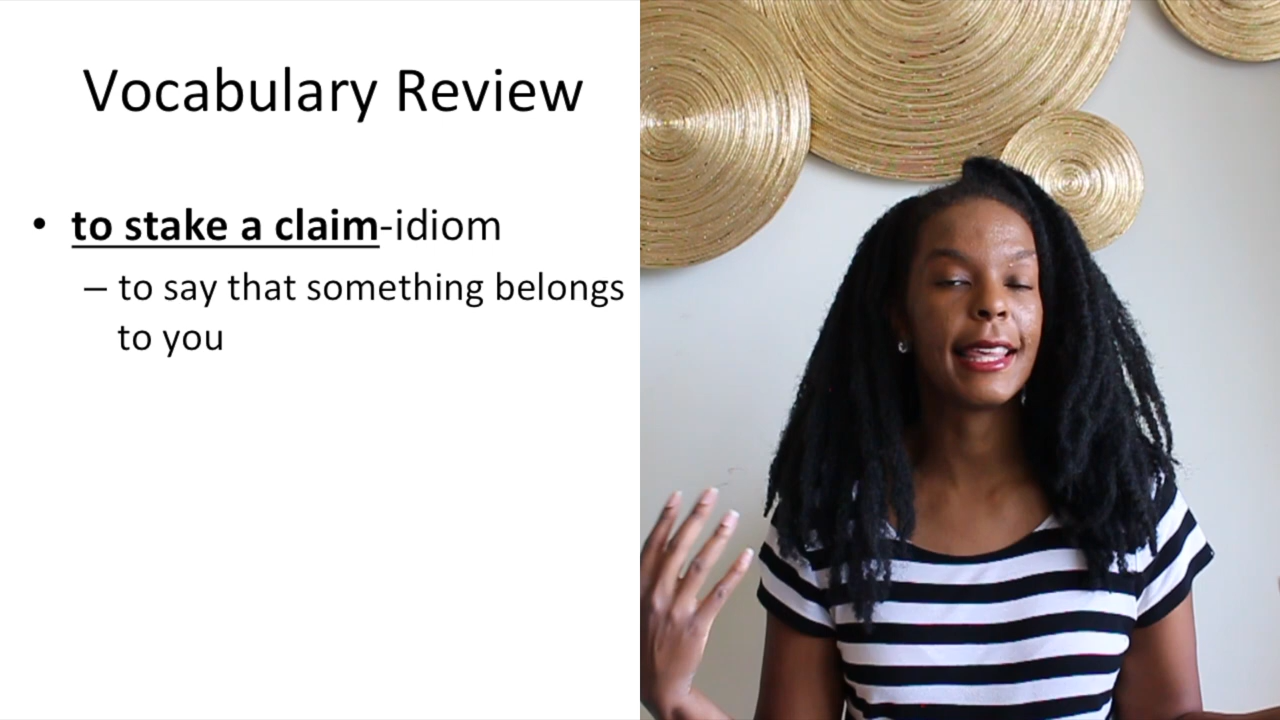 Vocabulary Review
• to stake a claim-idiom
– to say that something belongs
to you